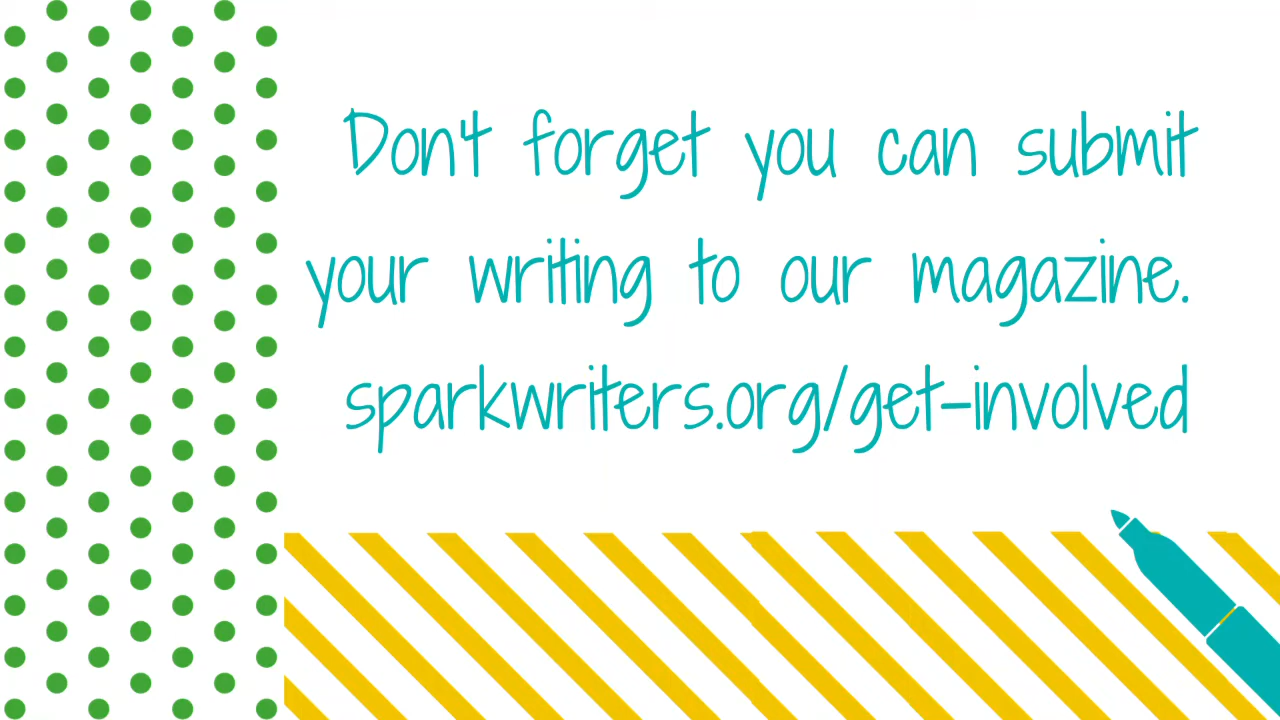 Don't forget you can submit
your writing to our magazine.
sparkwriters.org/get-involved